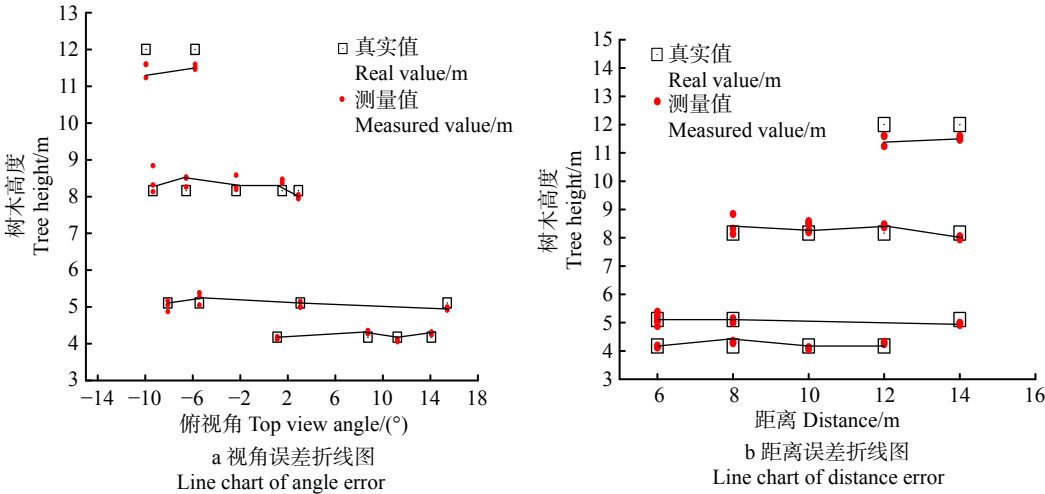 13
12
11
10
9
8
7
6
5
4
3
树木高度
Tree height/m
真实值
Real value/m
测量值
Measured value/m
−14 −10 −6 −2 2 6 10 14 18
俯视角 Top view angle/(°)
a 视角误差折线图
Line chart of angle error
15
14
13
12
11
10
9
8
7
6
5
4
3
树木高度
Tree height/m
真实值
Real value/m
测量值
Measured value/m
6 8 10 12 14 16
距离 Distance/m
b 距离误差折线图
Line chart of distance error